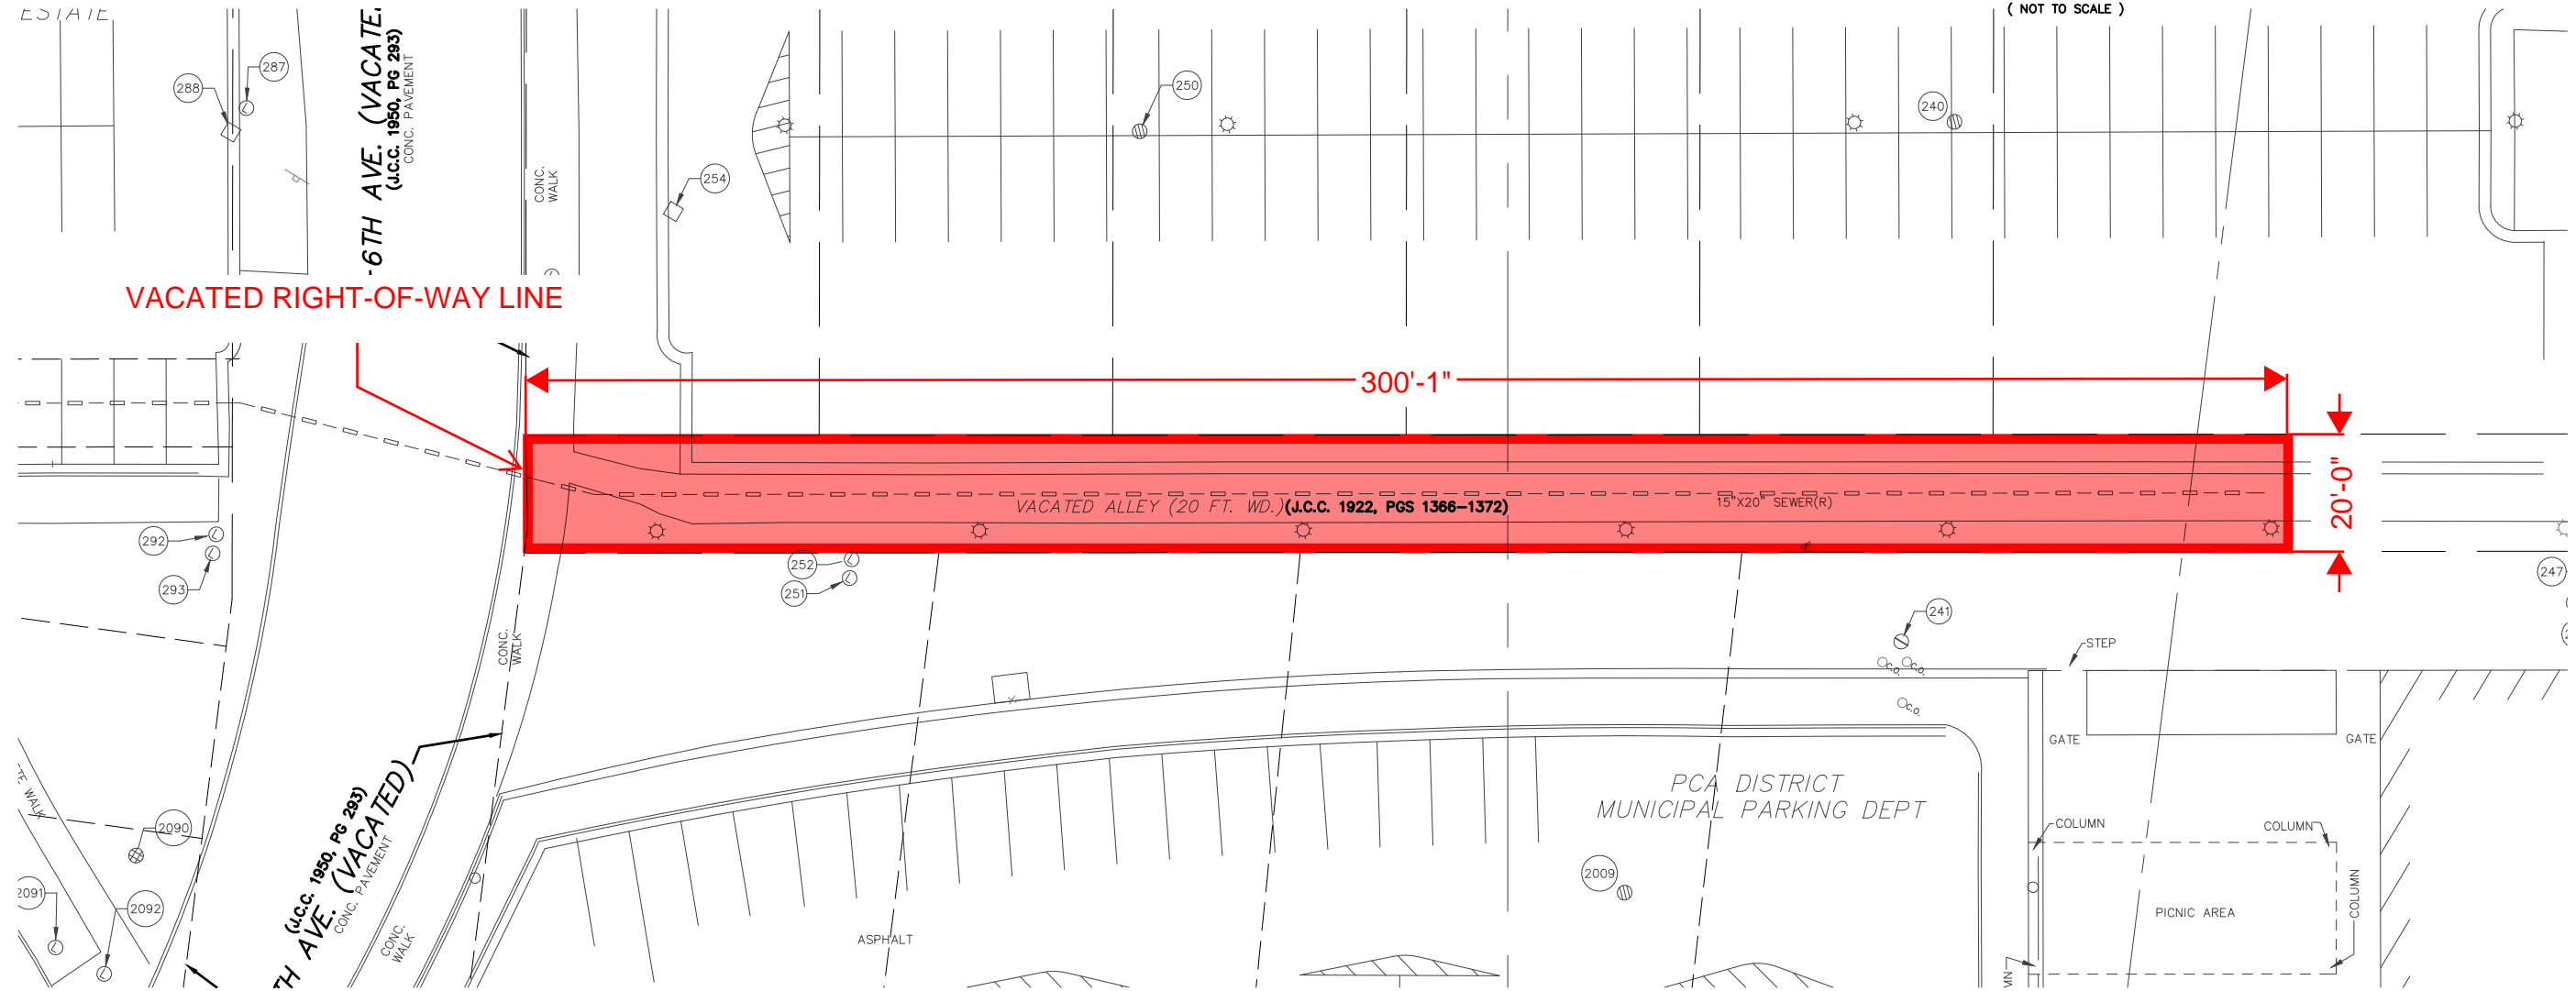 ESTATE
( NOT TO SCALE )
6TH AVE. (VACATE
(J.C.C. 1950, PG 293)
CONC. PAVEMENT
287
288
250
240
254
CONC.
WALK
VACATED RIGHT-OF-WAY LINE
300'-1"
20'-0"
VACATED ALLEY (20 FT. WD.)(J.C.C. 1922, PGS 1366-1372)
15"X20" SEWER(R)
292
293
252
251
247
241
C.O.
C.O.
C.O.
STEP
CONC.
WALK
GATE
GATE
PCA DISTRICT
MUNICIPAL PARKING DEPT
(J.C.C. 1950, PG 293)
TH AVE. (VACATED)
CONC. PAVEMENT
CONC.
WALK
WALK
2090
2091
2092
2009
COLUMN
COLUMN
COLUMN
PICNIC AREA
ASPHALT